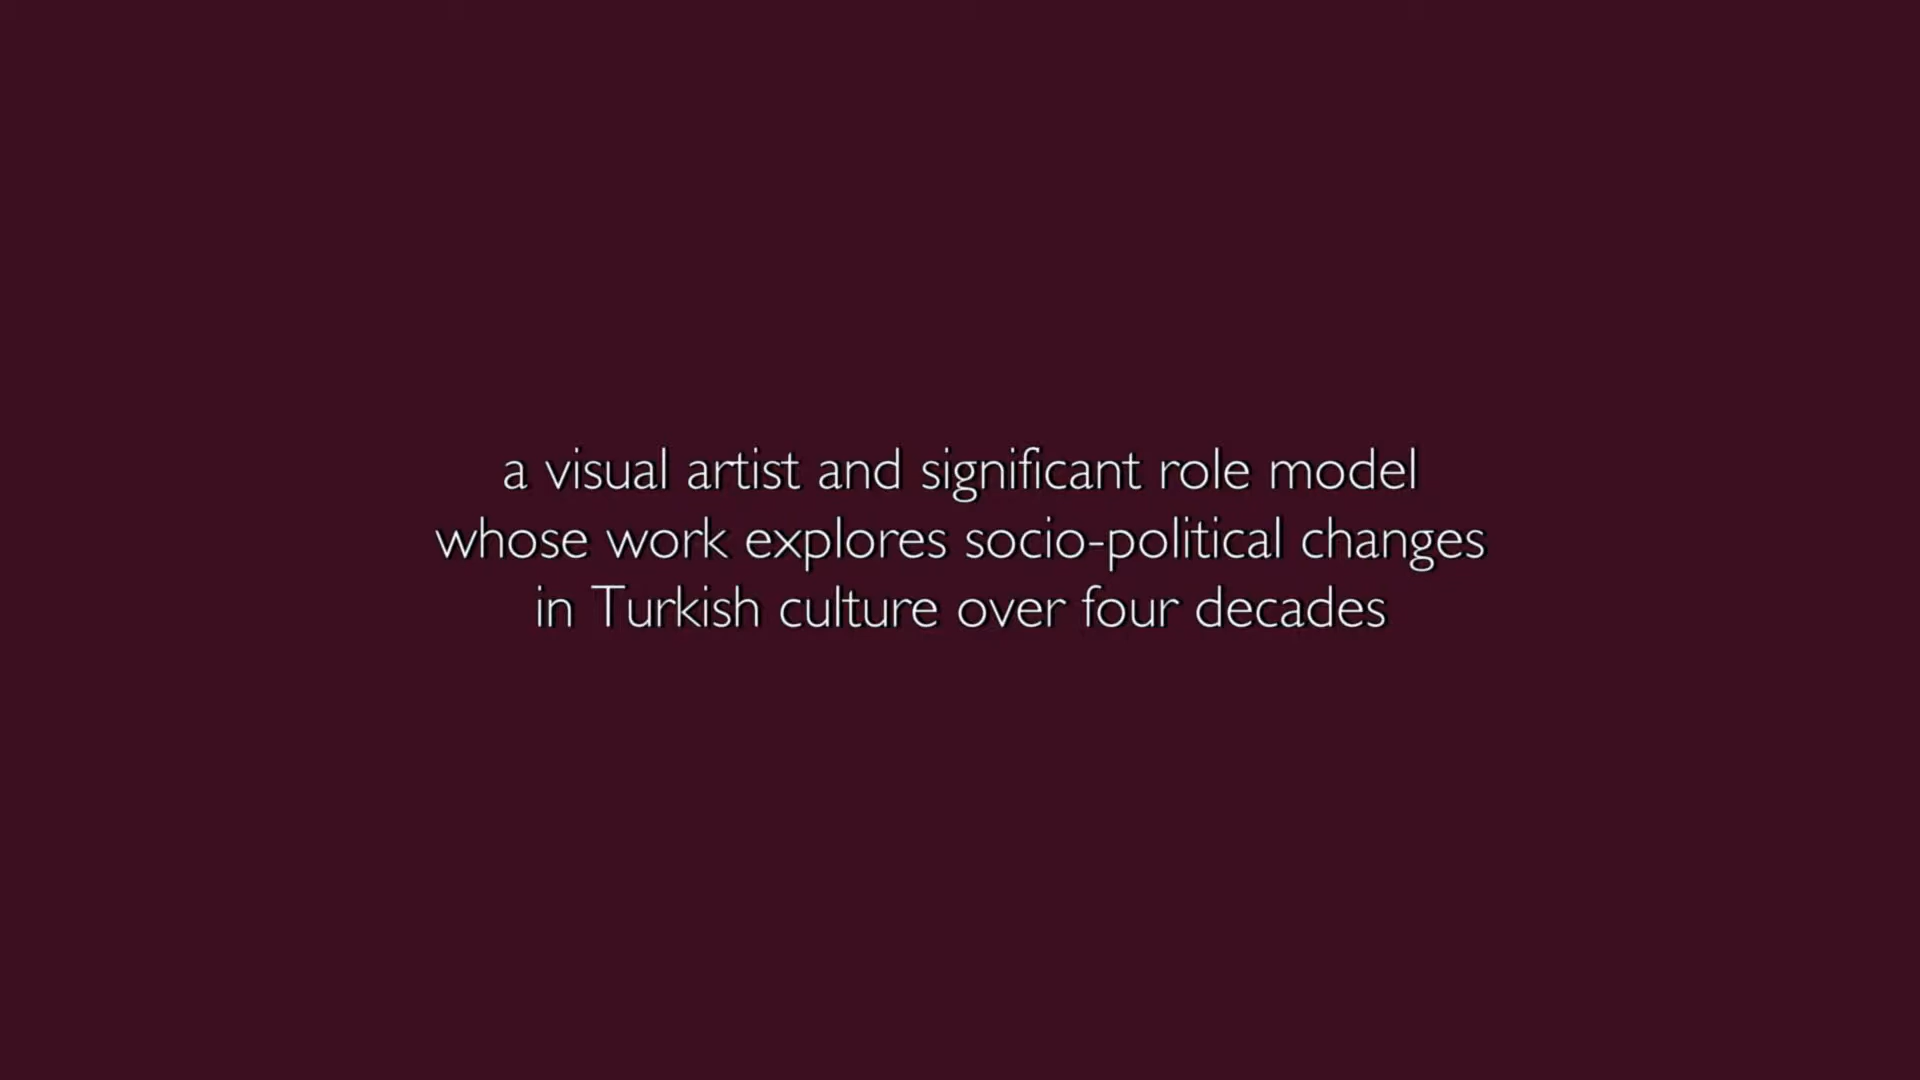 a visual artist and significant role model
whose work explores socio-political changes
in Turkish culture over four decades